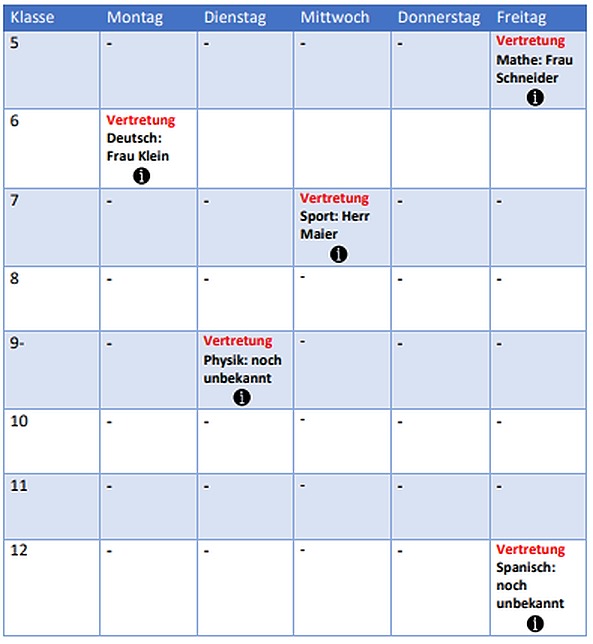 Klasse Montag Dienstag Mittwoch Donnerstag Freitag
5 - - - - Vertretung
Mathe: Frau
Schneider
i
6 Vertretung
Deutsch:
Frau Klein
i
7 - - Vertretung - -
Sport: Herr
Maier
i
8 - - - - -
9- - Vertretung - - -
Physik: noch
unbekannt
i
10 - - - - -
11 - - - - -
12 - - - - Vertretung
Spanisch:
noch
unbekannt
i